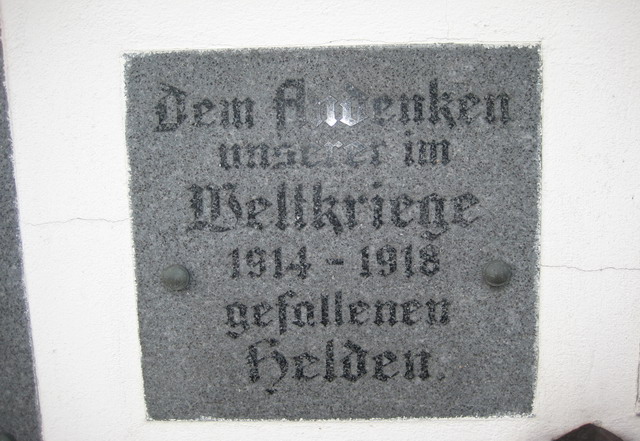 Dem Andenken
unserer im
Weltkriege
1914 - 1918
gefallenen
Helden.